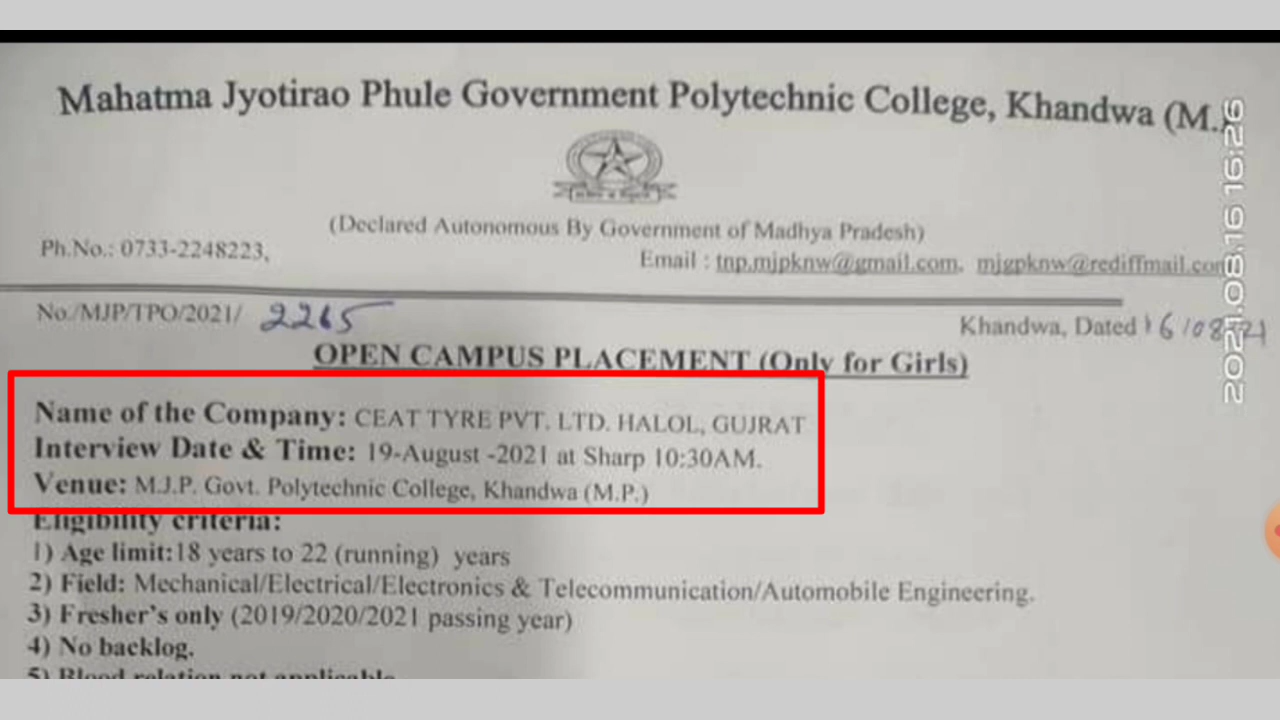 Mahatma Jyotirao Phule Government Polytechnic College, Khandwa (M.
(Declared Autonomous By Government of Madhya Pradesh)
Ph.No.: 0733-2248223,
Email : tnp.mjpknw@gmail.com, mjgpknw@rediffmail.com
No./MJP/TPO/2021/ 2265
Khandwa, Dated 16/08/21
OPEN CAMPUS PLACEMENT (Only for Girls)
Name of the Company: CEAT TYRE PVT. LTD. HALOL, GUJRAT
Interview Date & Time: 19-August -2021 at Sharp 10:30AM.
Venue: M.J.P. Govt. Polytechnic College, Khandwa (M.P.)
Eligibility criteria:
1) Age limit:18 years to 22 (running) years
2) Field: Mechanical/Electrical/Electronics & Telecommunication/Automobile Engineering.
3) Fresher's only (2019/2020/2021 passing year)
4) No backlog.
5) Blood relation not applicable
2021.08.16 16:26